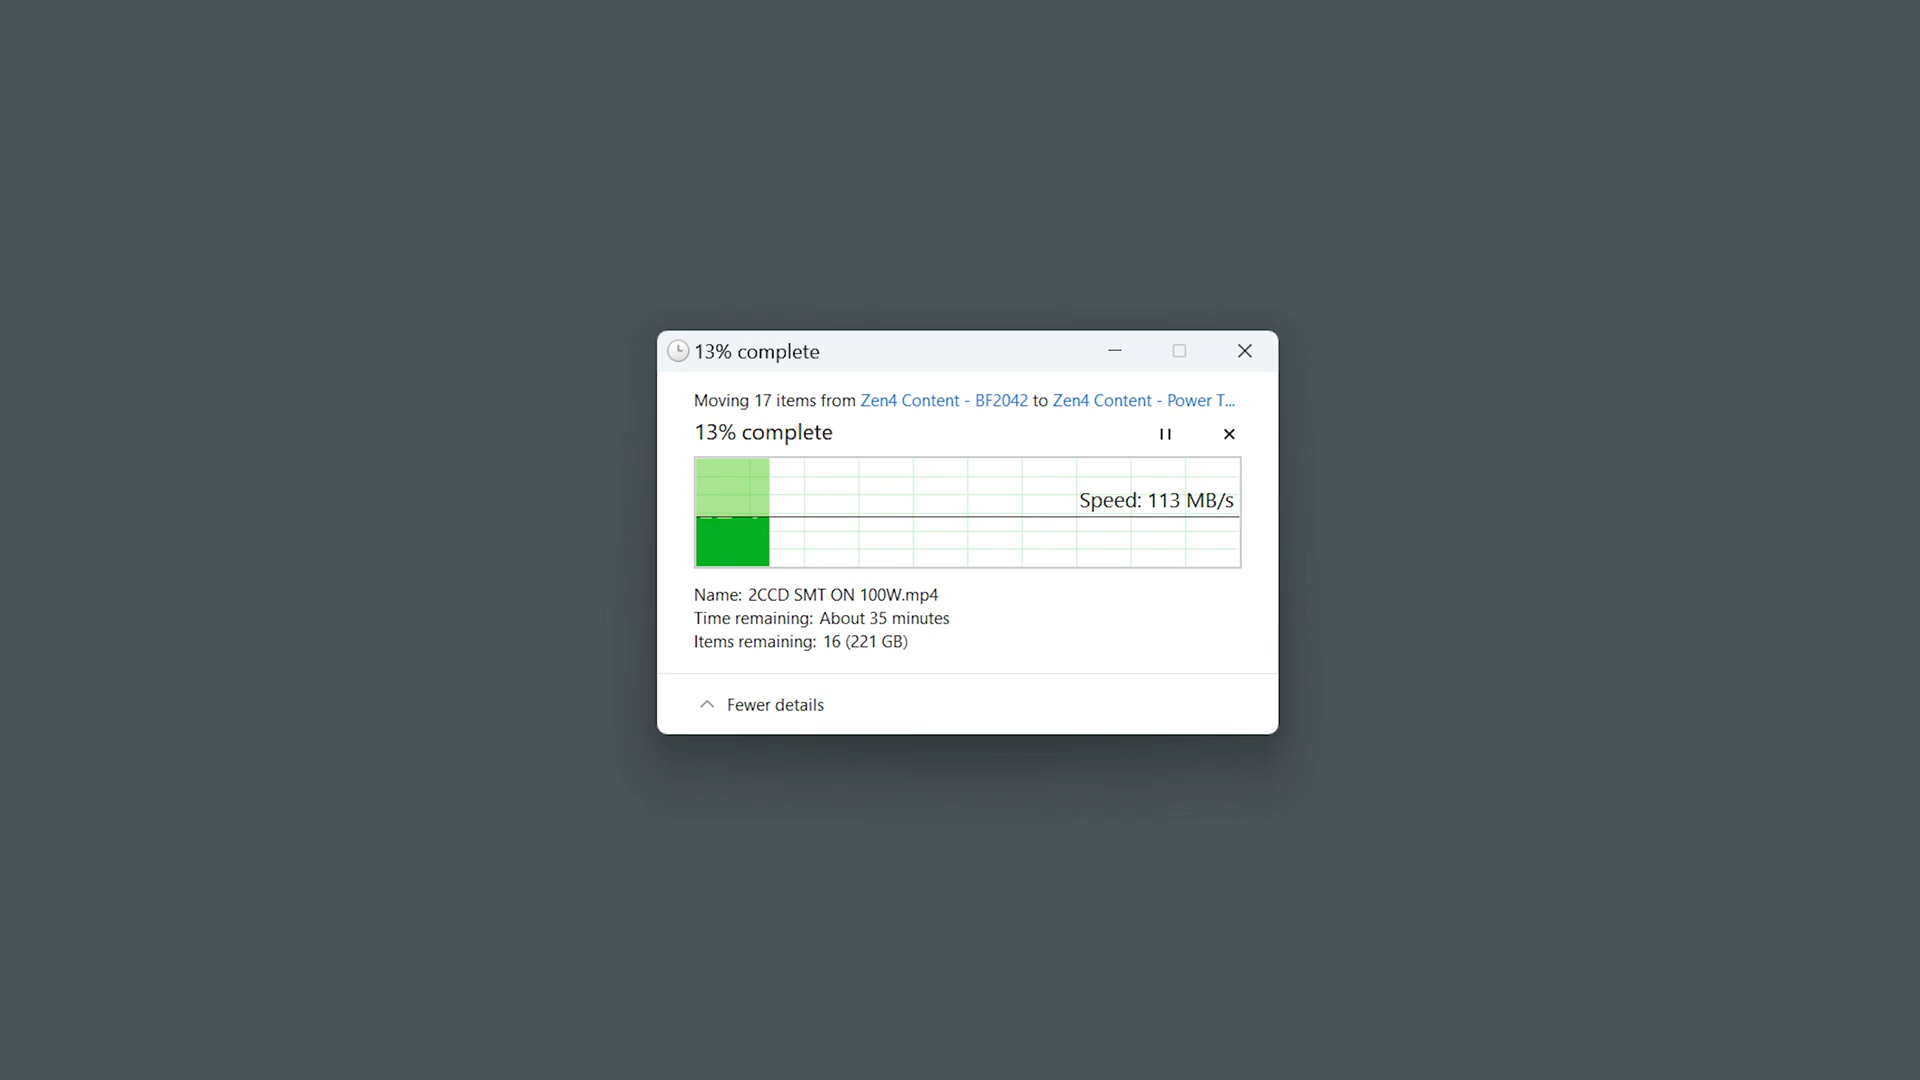 13% complete
Moving 17 items from Zen4 Content - BF2042 to Zen4 Content - Power T...
13% complete
Speed: 113 MB/s
Name: 2CCD SMT ON 100W.mp4
Time remaining: About 35 minutes
Items remaining: 16 (221 GB)
Fewer details